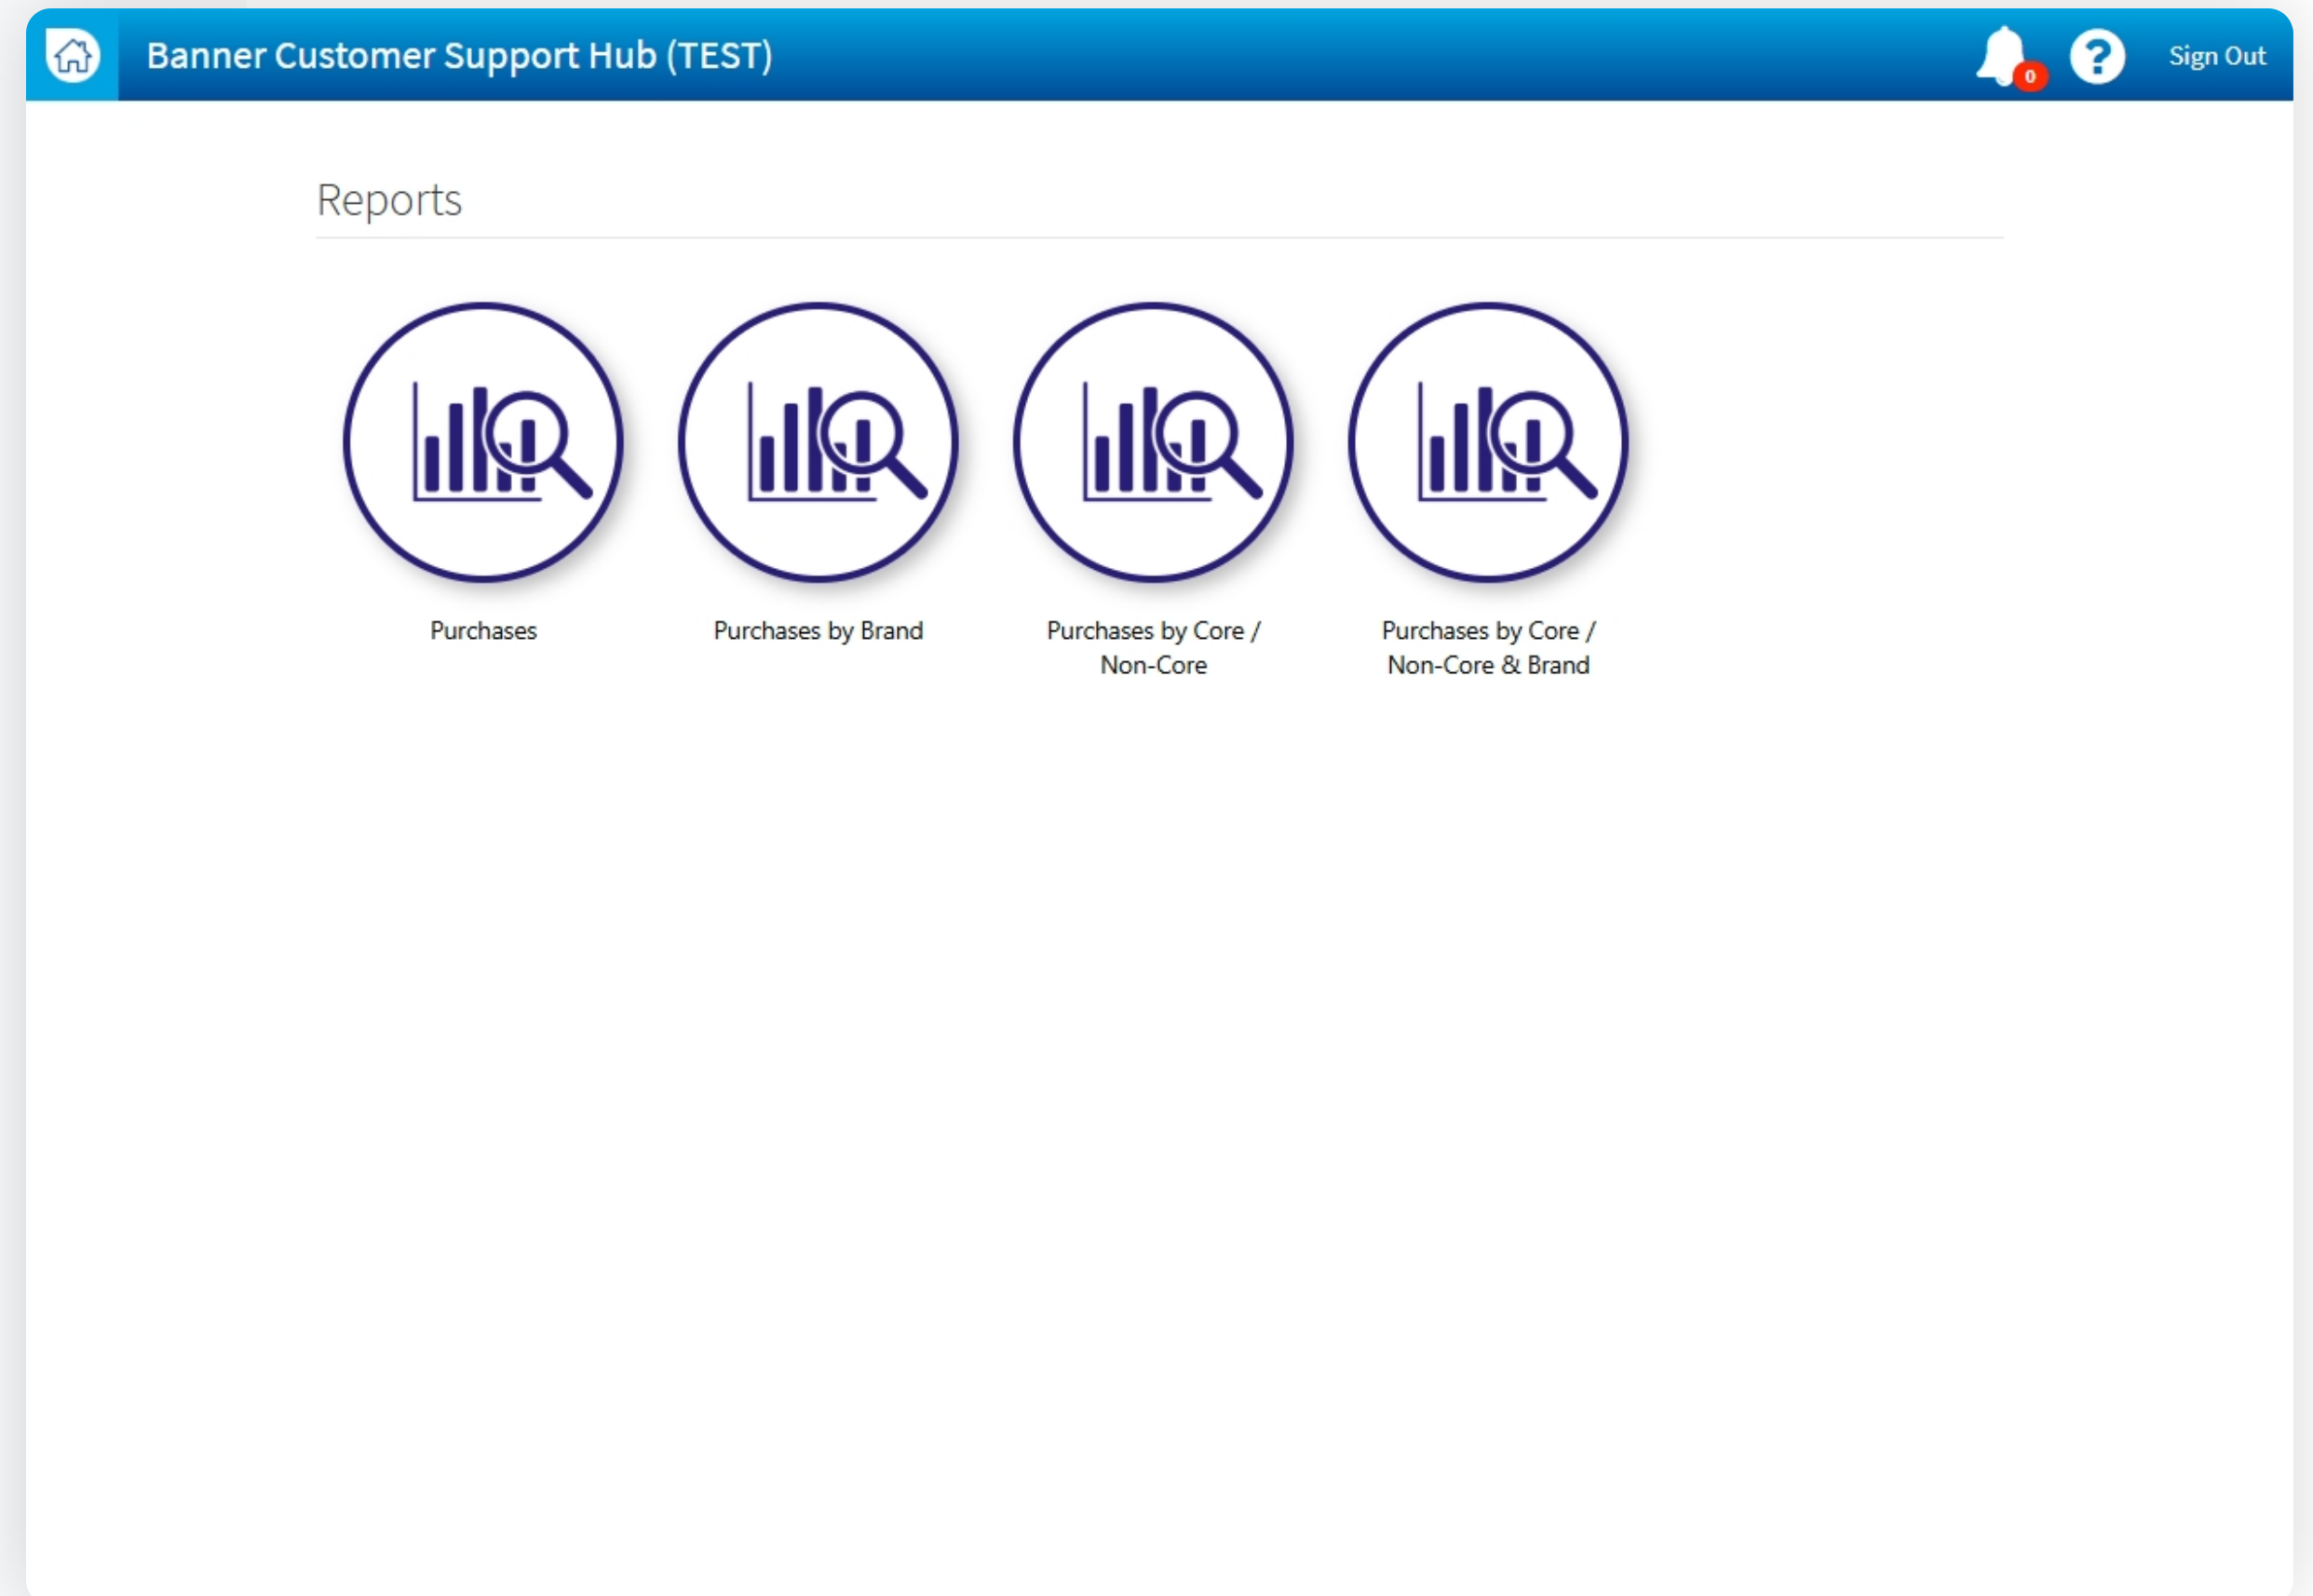 Banner Customer Support Hub (TEST)
0
?
Sign Out
Reports
Purchases
Purchases by Brand
Purchases by Core /
Non-Core
Purchases by Core /
Non-Core & Brand